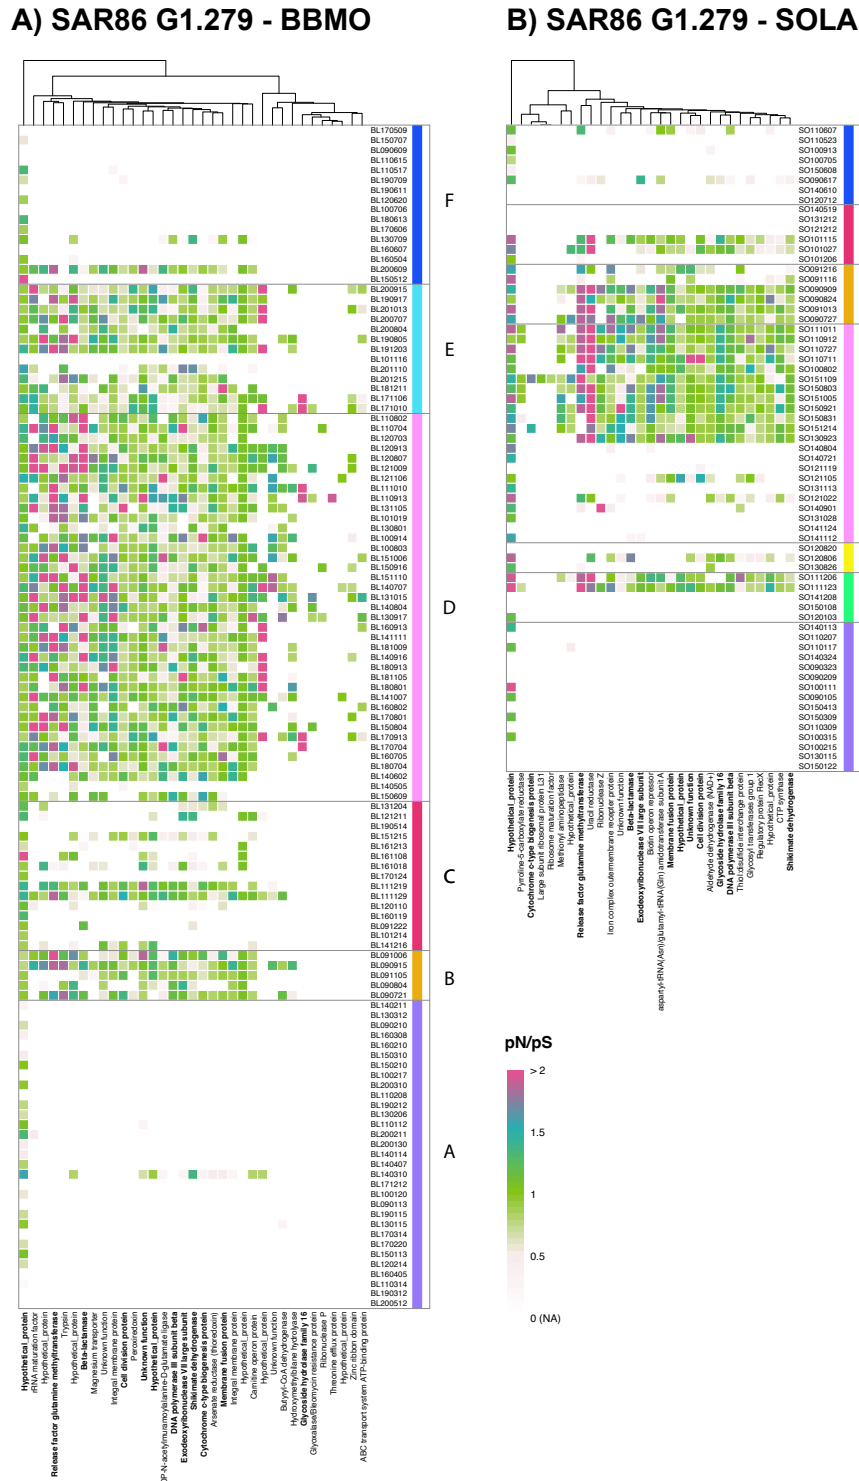 A) SAR86 G1.279 - BBMO
B) SAR86 G1.279 - SOLA
BL170509
BL150707
BL090609
BL110615
BL110517
BL190709
BL190611
BL120620
BL100706
BL180613
BL170606
BL130709
BL160607
BL160504
BL200609
BL150512
F
BL200915
BL190917
BL201013
BL200707
BL200804
BL190805
BL191203
BL101116
BL201110
BL201215
BL181211
BL171106
BL171010
E
BL110802
BL110704
BL120703
BL120913
BL120807
BL121009
BL121106
BL111010
BL110913
BL131105
BL101019
BL130801
BL100914
BL100803
BL151006
BL150916
BL151110
BL140707
BL131015
BL140804
BL130917
BL100913
BL141111
BL181009
BL140916
BL180913
BL181105
BL180801
BL141007
BL160802
BL170801
BL150804
BL170913
BL170704
BL160705
BL180704
BL140602
BL140505
BL150609
D
BL131204
BL121211
BL190514
BL151215
BL161213
BL161108
BL161018
BL170124
BL111219
BL111129
BL120110
BL160119
BL091222
BL101214
BL141216
C
BL091006
BL090915
BL091105
BL090804
BL090721
B
BL140211
BL130312
BL090210
BL160308
BL160210
BL150310
BL150210
BL100217
BL200310
BL110208
BL190212
BL130206
BL110112
BL200211
BL200130
BL140114
BL140407
BL140310
BL171212
BL100120
BL090113
BL190115
BL130115
BL170314
BL170220
BL150113
BL120214
BL160405
BL110314
BL190312
BL200512
A
Hypothetical_protein
rRNA maturation factor
Hypothetical_protein
Release factor glutamine methyltransferase
Trypsin
Hypothetical_protein
Beta-lactamase
Magnesium transporter
Unknown function
Integral membrane protein
Cell division protein
Peroxiredoxin
Unknown function
Hypothetical_protein
DP-N-acetylmuramoylalanine-D-glutamate ligase
DNA polymerase III subunit beta
Exodeoxyribonuclease VII large subunit
Shikimate dehydrogenase
Cytochrome c-type biogenesis protein
Arsenate reductase (thioredoxin)
Membrane fusion protein
Integral membrane protein
Hypothetical_protein
Carnitine operon protein
Hypothetical_protein
Unknown function
Butyryl-CoA dehydrogenase
Hydroxymethylbilane hydrolyase
Glycoside hydrolase family 16
Glyoxalase/Bleomycin resistance protein
Ribonuclease P
Threonine efflux protein
Hypothetical_protein
Zinc ribbon domain
ABC transport system ATP-binding protein
SO110607
SO110523
SO100913
SO100705
SO150608
SO090617
SO140610
SO120712
SO140519
SO131212
SO121212
SO101115
SO101027
SO101206
SO091216
SO091116
SO090909
SO090824
SO091013
SO090727
SO111011
SO110912
SO110727
SO110711
SO100802
SO151109
SO150803
SO151005
SO150921
SO150831
SO151214
SO130923
SO140804
SO140721
SO121119
SO121105
SO131113
SO121022
SO140901
SO131028
SO141124
SO141112
SO120820
SO120806
SO130826
SO111206
SO111123
SO141208
SO150108
SO120103
SO140113
SO110207
SO110117
SO140324
SO090323
SO090209
SO100111
SO090105
SO150413
SO150309
SO110309
SO100315
SO100215
SO130115
SO150122
Hypothetical_protein
Pyrroline-5-carboxylate reductase
Cytochrome c-type biogenesis protein
Large subunit ribosomal protein L31
Ribosome maturation factor
Methionyl aminopeptidase
Hypothetical_protein
Release factor glutamine methyltransferase
Uracil reductase
Ribonuclease Z
Iron complex outermembrane recepter protein
Unknown function
Beta-lactamase
Exodeoxyribonuclease VII large subunit
Biotin operon repressor
aspartyl-tRNA(Asn)/glutamyl-tRNA(Gln) amidotransferase subunit A
Membrane fusion protein
Hypothetical_protein
Unknown function
Cell division protein
Aldehyde dehydrogenase (NAD+)
Glycoside hydrolase family 16
DNA polymerase III subunit beta
Thiol:disulfide interchange protein
Glycosyl transferases group 1
Regulatory protein RecX
Hypothetical_protein
CTP synthase
Shikimate dehydrogenase
pN/pS
> 2
1.5
1
0.5
0 (NA)